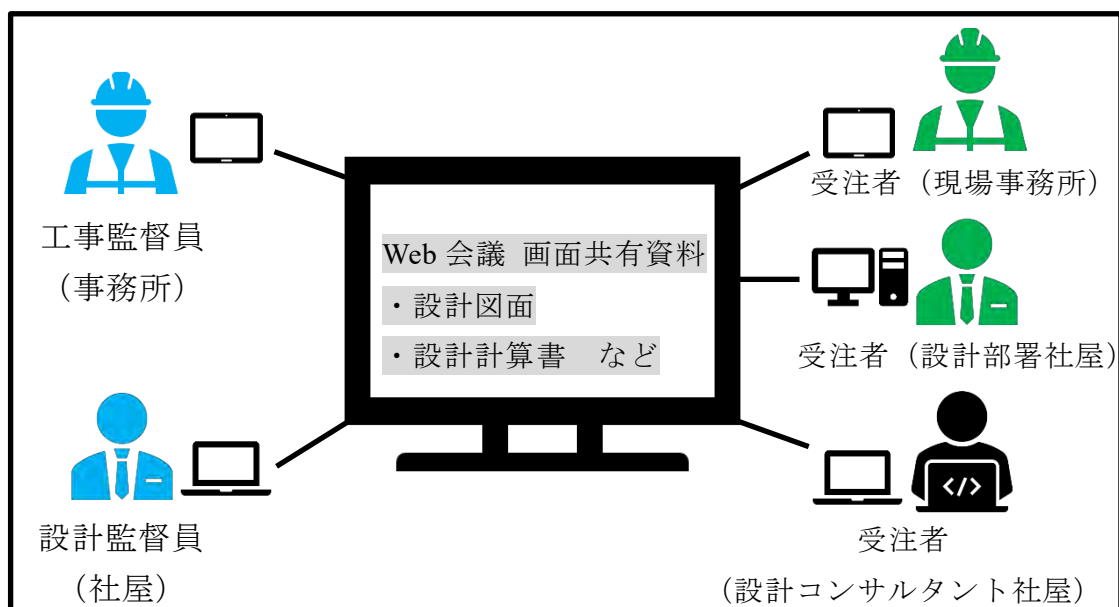 工事監督員
（事務所）
設計監督員
（社屋）
Web 会議 画面共有資料
・設計図面
・設計計算書　など
受注者（現場事務所）
受注者（設計部署社屋）
</>
受注者
（設計コンサルタント社屋）